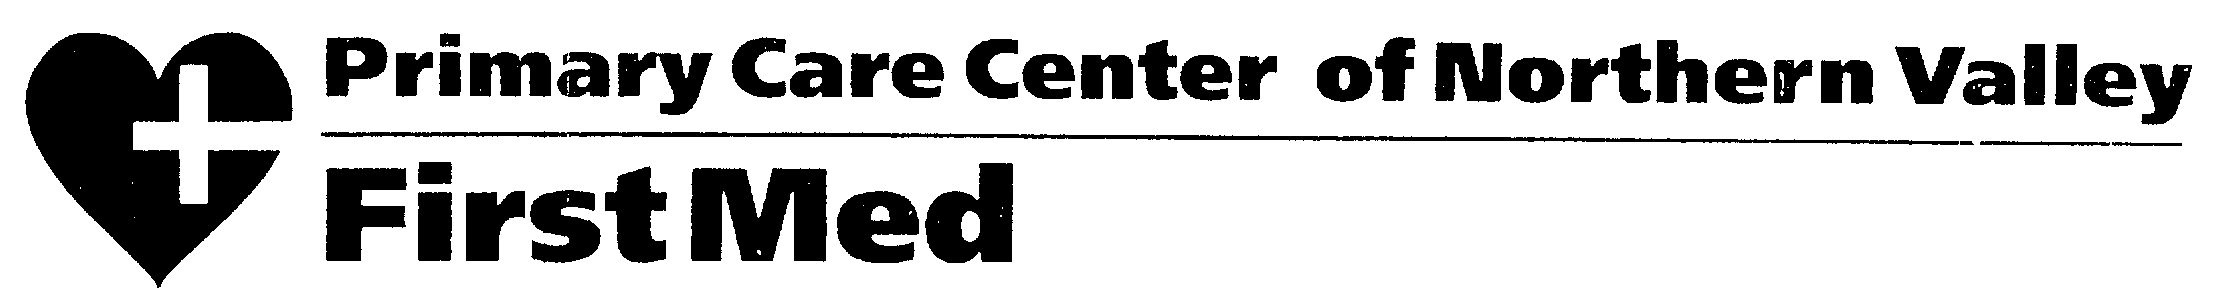 Primary Care Center of Northern Valley
FirstMed